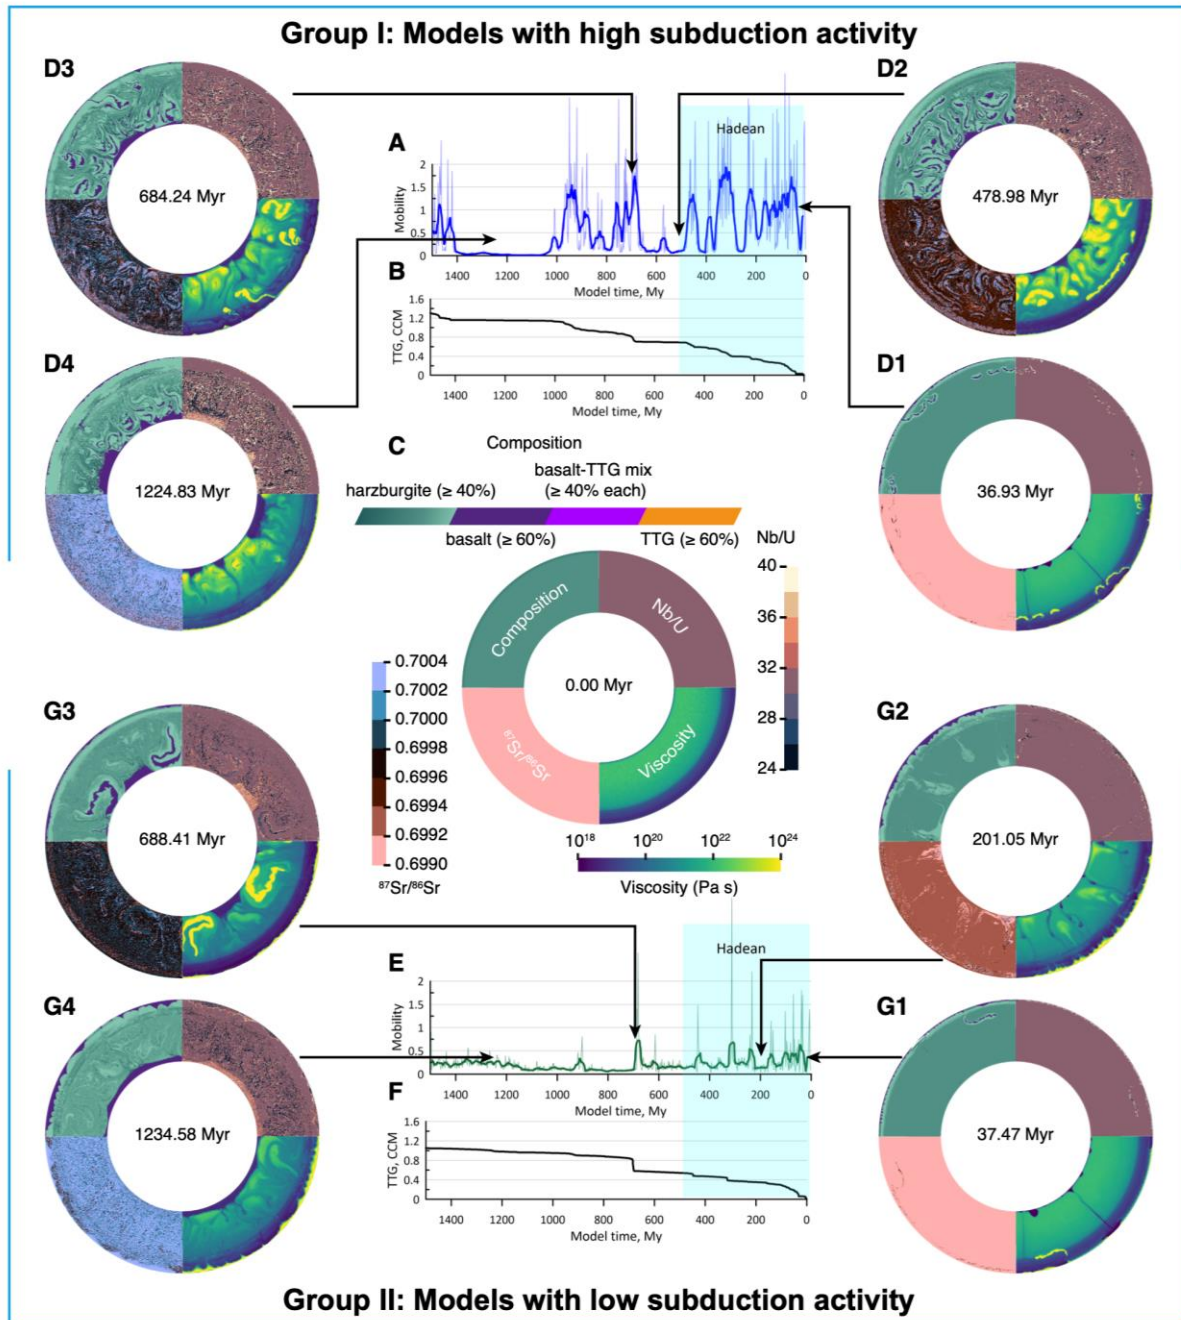 Group I: Models with high subduction activity
D3
684.24 Myr
D2
478.98 Myr
A
Hadean
Mobility
2
1.5
1
0.5
0
1400 1200 1000 800 600 400 200 0
Model time, My
B
TTG, CCM
1.6
1.2
0.8
0.4
0
1400 1200 1000 800 600 400 200 0
Model time, My
D4
1224.83 Myr
D1
36.93 Myr
C
Composition
harzburgite (≥ 40%)
basalt-TTG mix
(≥ 40% each)
basalt (≥ 60%)
TTG (≥ 60%)
Nb/U
40
36
32
28
24
Composition
Nb/U
0.00 Myr
⁸⁷Sr/⁸⁶Sr
Viscosity
0.7004
0.7002
0.7000
0.6998
0.6996
0.6994
0.6992
0.6990
⁸⁷Sr/⁸⁶Sr
10¹⁸ 10²⁰ 10²² 10²⁴
Viscosity (Pa s)
G3
688.41 Myr
G2
201.05 Myr
E
Hadean
Mobility
2
1.5
1
0.5
0
1400 1200 1000 800 600 400 200 0
Model time, My
G4
1234.58 Myr
G1
37.47 Myr
F
TTG, CCM
1.6
1.2
0.8
0.4
0
1400 1200 1000 800 600 400 200 0
Model time, My
Group II: Models with low subduction activity